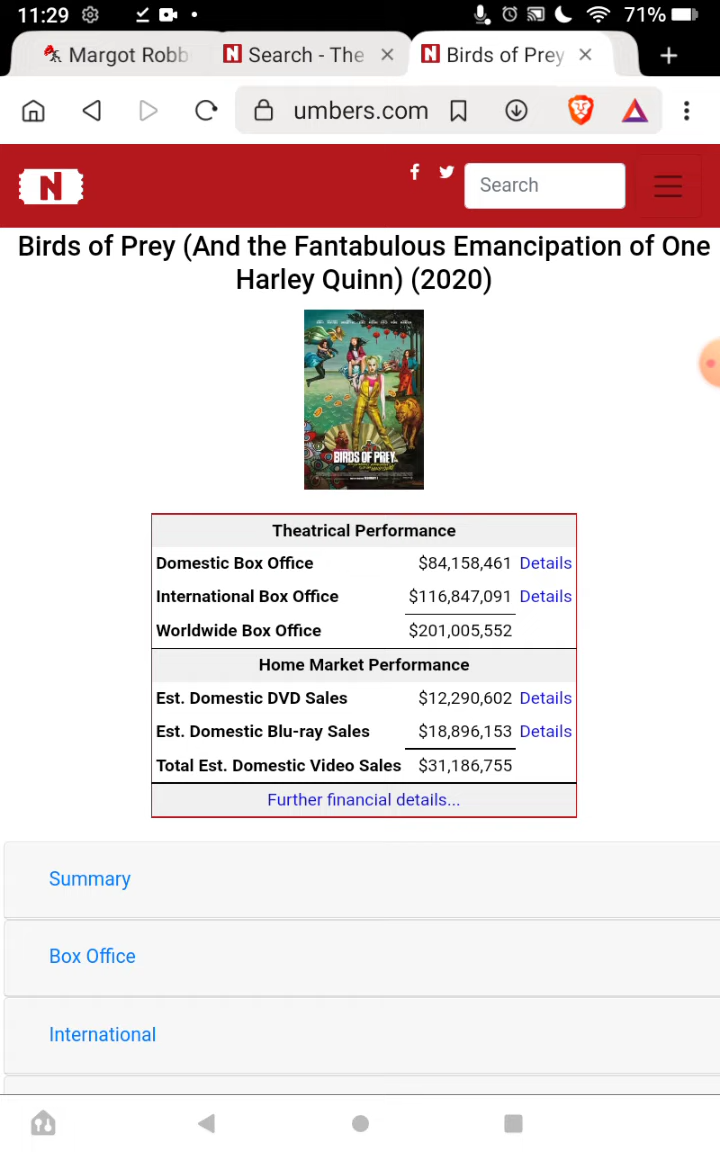 11:29
71%
Margot Robb
N Search - The
N Birds of Prey
umbers.com
N
f
Search
Birds of Prey (And the Fantabulous Emancipation of One
Harley Quinn) (2020)
BIRDS OF PREY
Theatrical Performance
Domestic Box Office $84,158,461 Details
International Box Office $116,847,091 Details
Worldwide Box Office $201,005,552
Home Market Performance
Est. Domestic DVD Sales $12,290,602 Details
Est. Domestic Blu-ray Sales $18,896,153 Details
Total Est. Domestic Video Sales $31,186,755
Further financial details...
Summary
Box Office
International